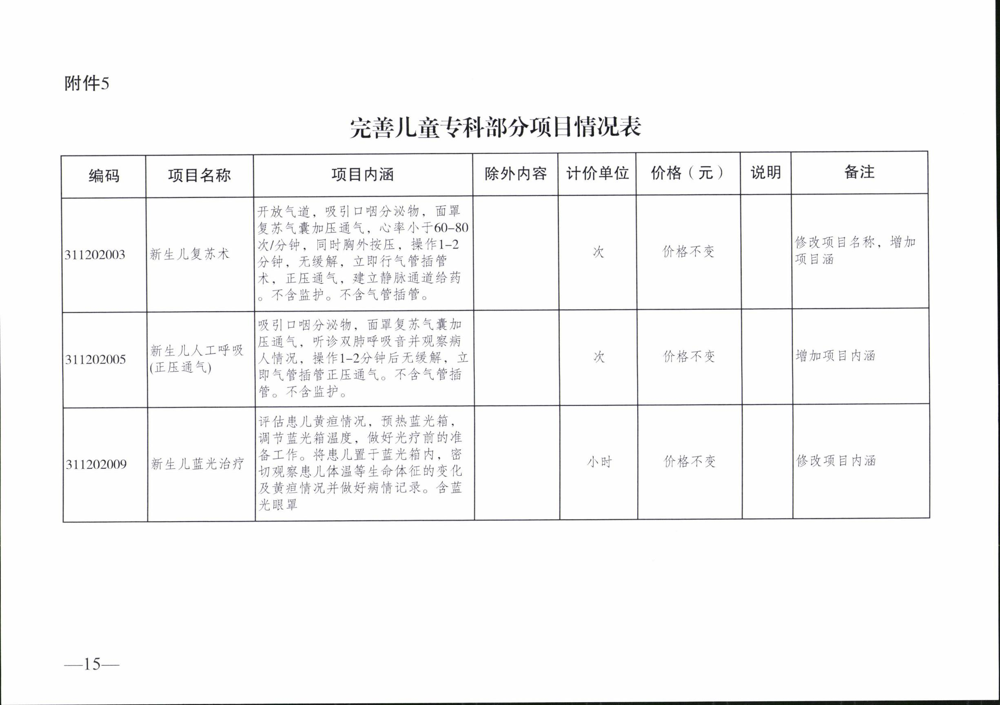 附件5
完善儿童专科部分项目情况表
编码 项目名称 项目内涵 除外内容 计价单位 价格（元） 说明 备注
311202003
新生儿复苏术
开放气道，吸引口咽分泌物，面罩
复苏气囊加压通气，心率小于60-80
次/分钟，同时胸外按压，操作1-2
分钟，无缓解，立即行气管插管
术，正压通气，建立静脉通道给药
。不含监护。不含气管插管。
次
价格不变
修改项目名称，增加
项目涵
311202005
新生儿人工呼吸
(正压通气)
吸引口咽分泌物，面罩复苏气囊加
压通气，听诊双肺呼吸音并观察病
人情况，操作1-2分钟后无缓解，立
即气管插管正压通气。不含气管插
管。不含监护。
次
价格不变
增加项目内涵
311202009
新生儿蓝光治疗
评估患儿黄疸情况，预热蓝光箱，
调节蓝光箱温度，做好光疗前的准
备工作。将患儿置于蓝光箱内，密
切观察患儿体温等生命体征的变化
及黄疸情况并做好病情记录。含蓝
光眼罩
小时
价格不变
修改项目内涵
—15—